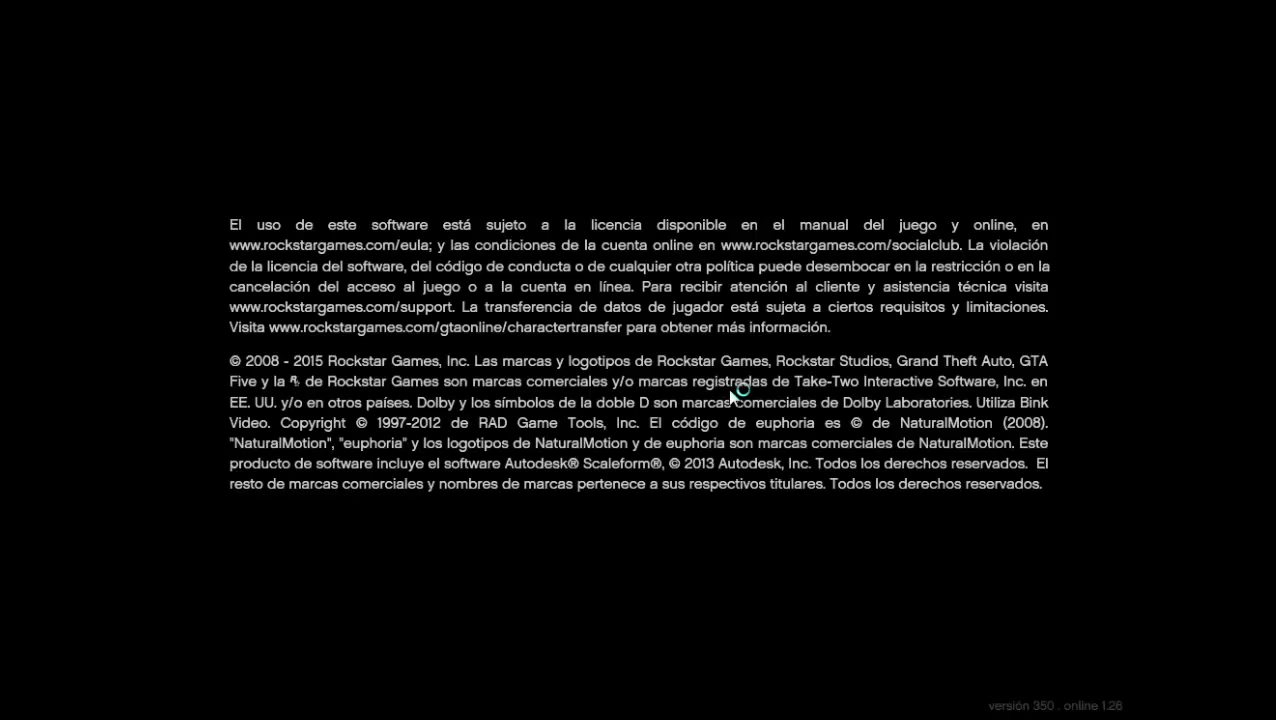 El uso de este software está sujeto a la licencia disponible en el manual del juego y online, en
www.rockstargames.com/eula; y las condiciones de la cuenta online en www.rockstargames.com/socialclub. La violación
de la licencia del software, del código de conducta o de cualquier otra política puede desembocar en la restricción o en la
cancelación del acceso al juego o a la cuenta en línea. Para recibir atención al cliente y asistencia técnica visita
www.rockstargames.com/support. La transferencia de datos de jugador está sujeta a ciertos requisitos y limitaciones.
Visita www.rockstargames.com/gtaonline/charactertransfer para obtener más información.
© 2008 - 2015 Rockstar Games, Inc. Las marcas y logotipos de Rockstar Games, Rockstar Studios, Grand Theft Auto, GTA
Five y la R* de Rockstar Games son marcas comerciales y/o marcas registradas de Take-Two Interactive Software, Inc. en
EE. UU. y/o en otros países. Dolby y los símbolos de la doble D son marcas comerciales de Dolby Laboratories. Utiliza Bink
Video. Copyright © 1997-2012 de RAD Game Tools, Inc. El código de euphoria es © de NaturalMotion (2008).
"NaturalMotion", "euphoria" y los logotipos de NaturalMotion y de euphoria son marcas comerciales de NaturalMotion. Este
producto de software incluye el software Autodesk® Scaleform®, © 2013 Autodesk, Inc. Todos los derechos reservados. El
resto de marcas comerciales y nombres de marcas pertenece a sus respectivos titulares. Todos los derechos reservados.
versión 350 . online 1.26